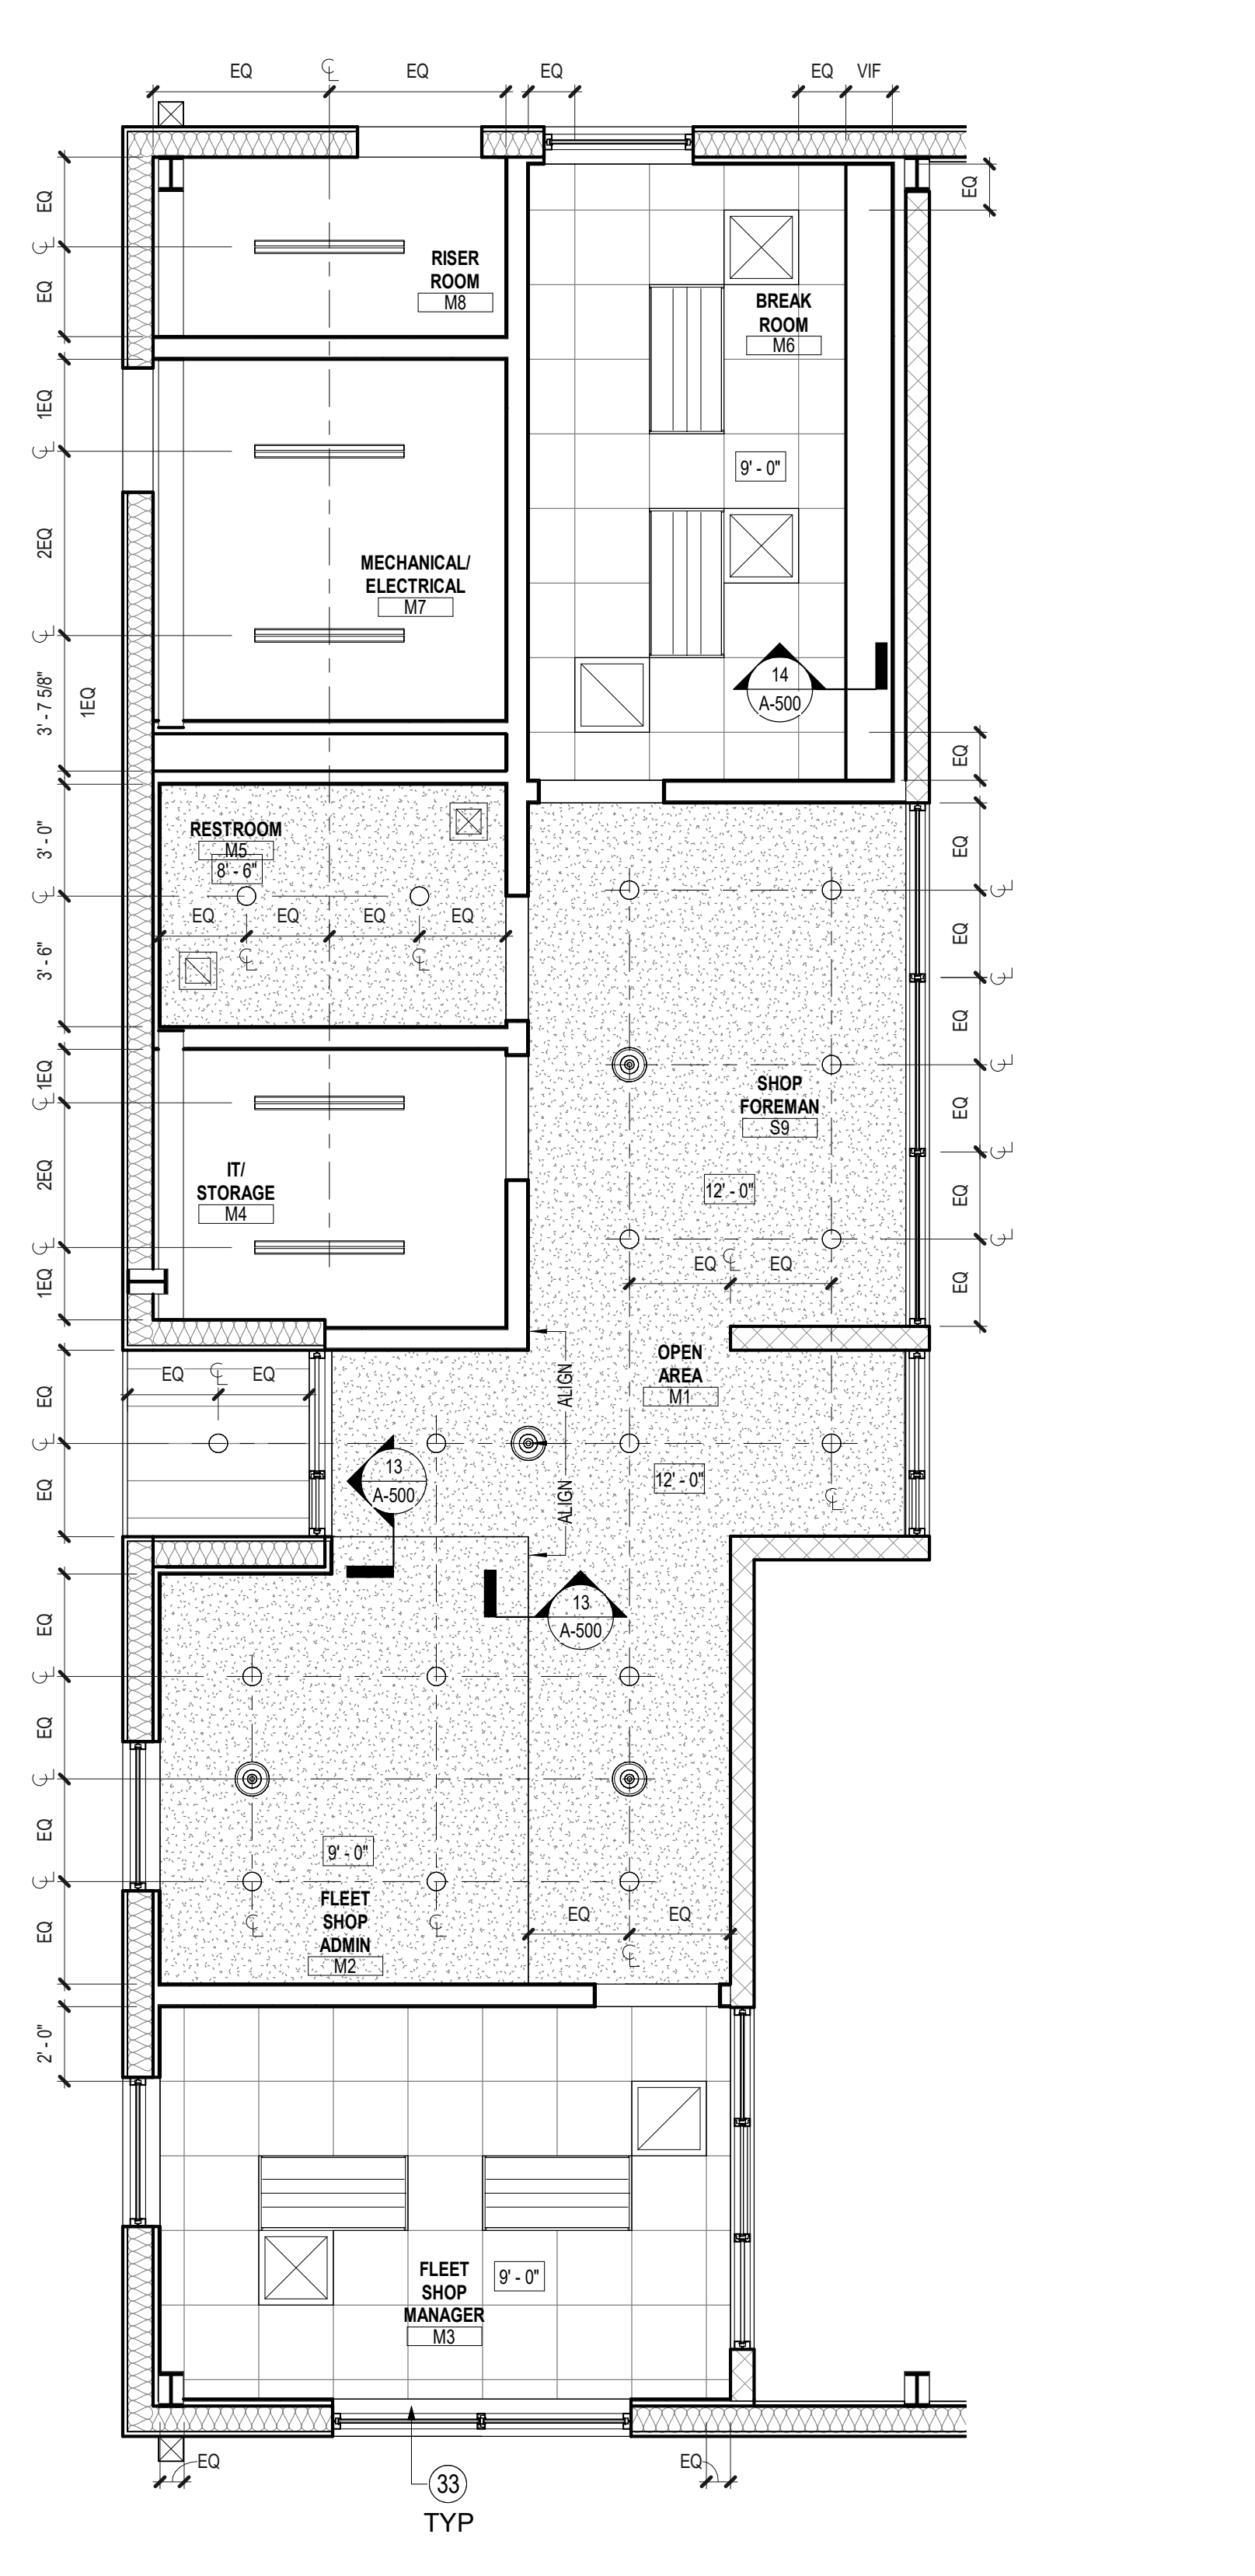 EQ
EQ
EQ
EQ
VIF
EQ
EQ
EQ
RISER
ROOM
M8
BREAK
ROOM
M6
1EQ
9' - 0"
2EQ
MECHANICAL/
ELECTRICAL
M7
14
A-500
3' - 7 5/8"
1EQ
EQ
RESTROOM
M5
8' - 6"
3' - 0"
EQ
EQ
EQ
EQ
EQ
EQ
3' - 6"
EQ
1EQ
SHOP
FOREMAN
S9
2EQ
IT/
STORAGE
M4
12' - 0"
EQ
EQ
EQ
1EQ
EQ
OPEN
AREA
M1
EQ
EQ
EQ
ALIGN
13
A-500
12' - 0"
EQ
ALIGN
EQ
13
A-500
EQ
EQ
9' - 0"
FLEET
SHOP
ADMIN
M2
EQ
EQ
EQ
2' - 0"
FLEET
SHOP
MANAGER
M3
9' - 0"
EQ
EQ
33
TYP